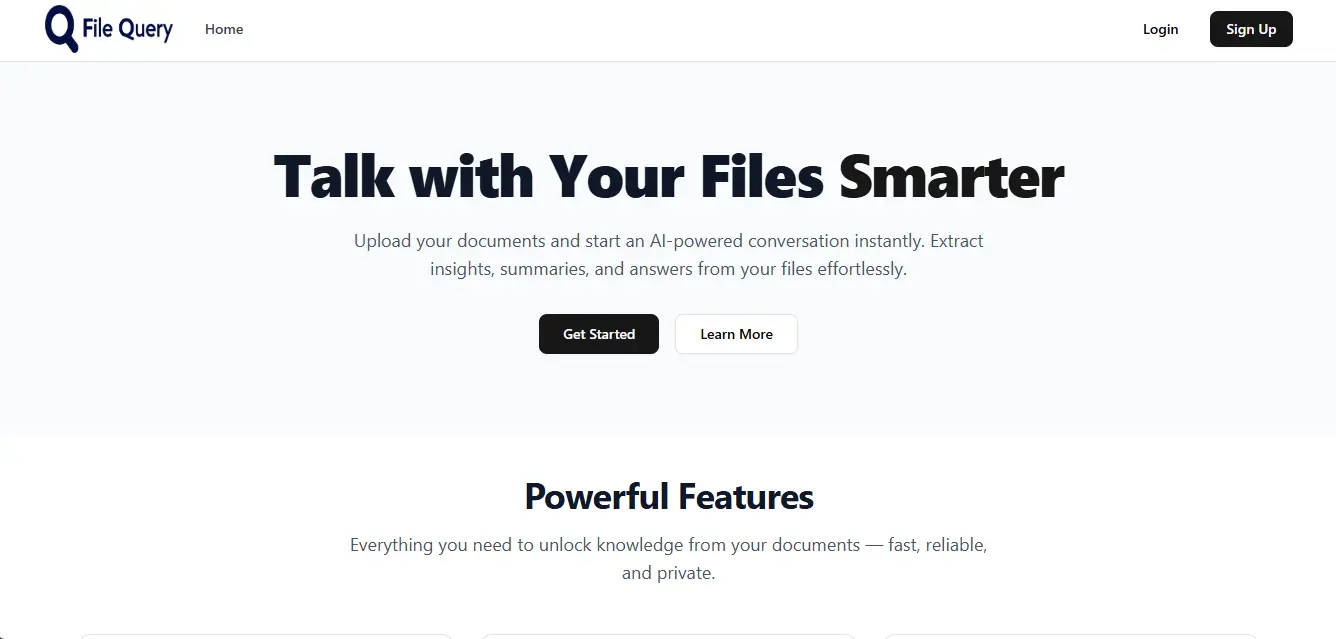 File Query
Home
Login
Sign Up
Talk with Your Files Smarter
Upload your documents and start an AI-powered conversation instantly. Extract
insights, summaries, and answers from your files effortlessly.
Get Started
Learn More
Powerful Features
Everything you need to unlock knowledge from your documents — fast, reliable,
and private.